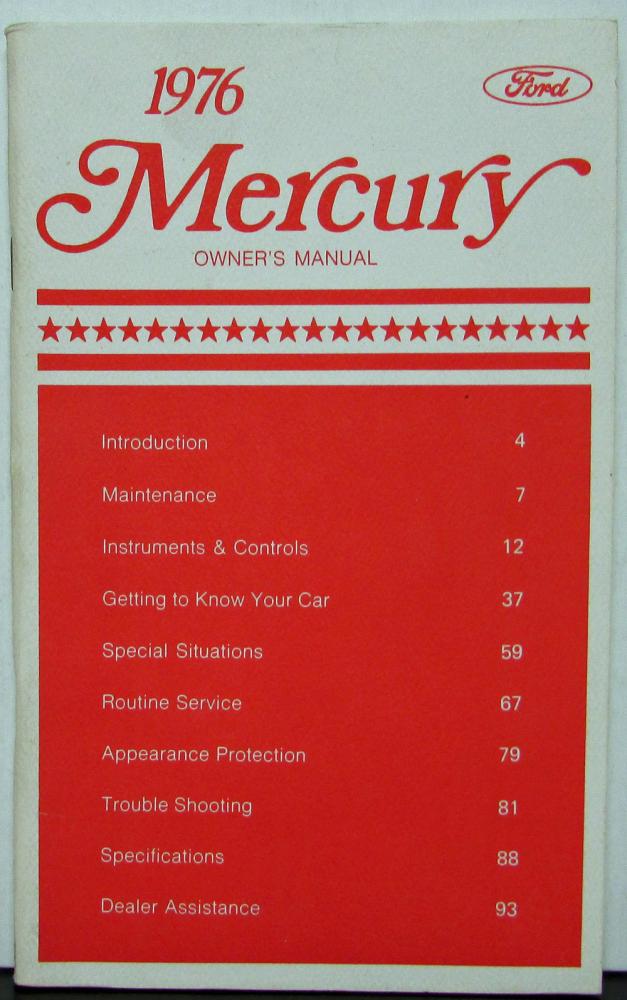 1976
Ford
Mercury
OWNER'S MANUAL
Introduction 4
Maintenance 7
Instruments & Controls 12
Getting to Know Your Car 37
Special Situations 59
Routine Service 67
Appearance Protection 79
Trouble Shooting 81
Specifications 88
Dealer Assistance 93